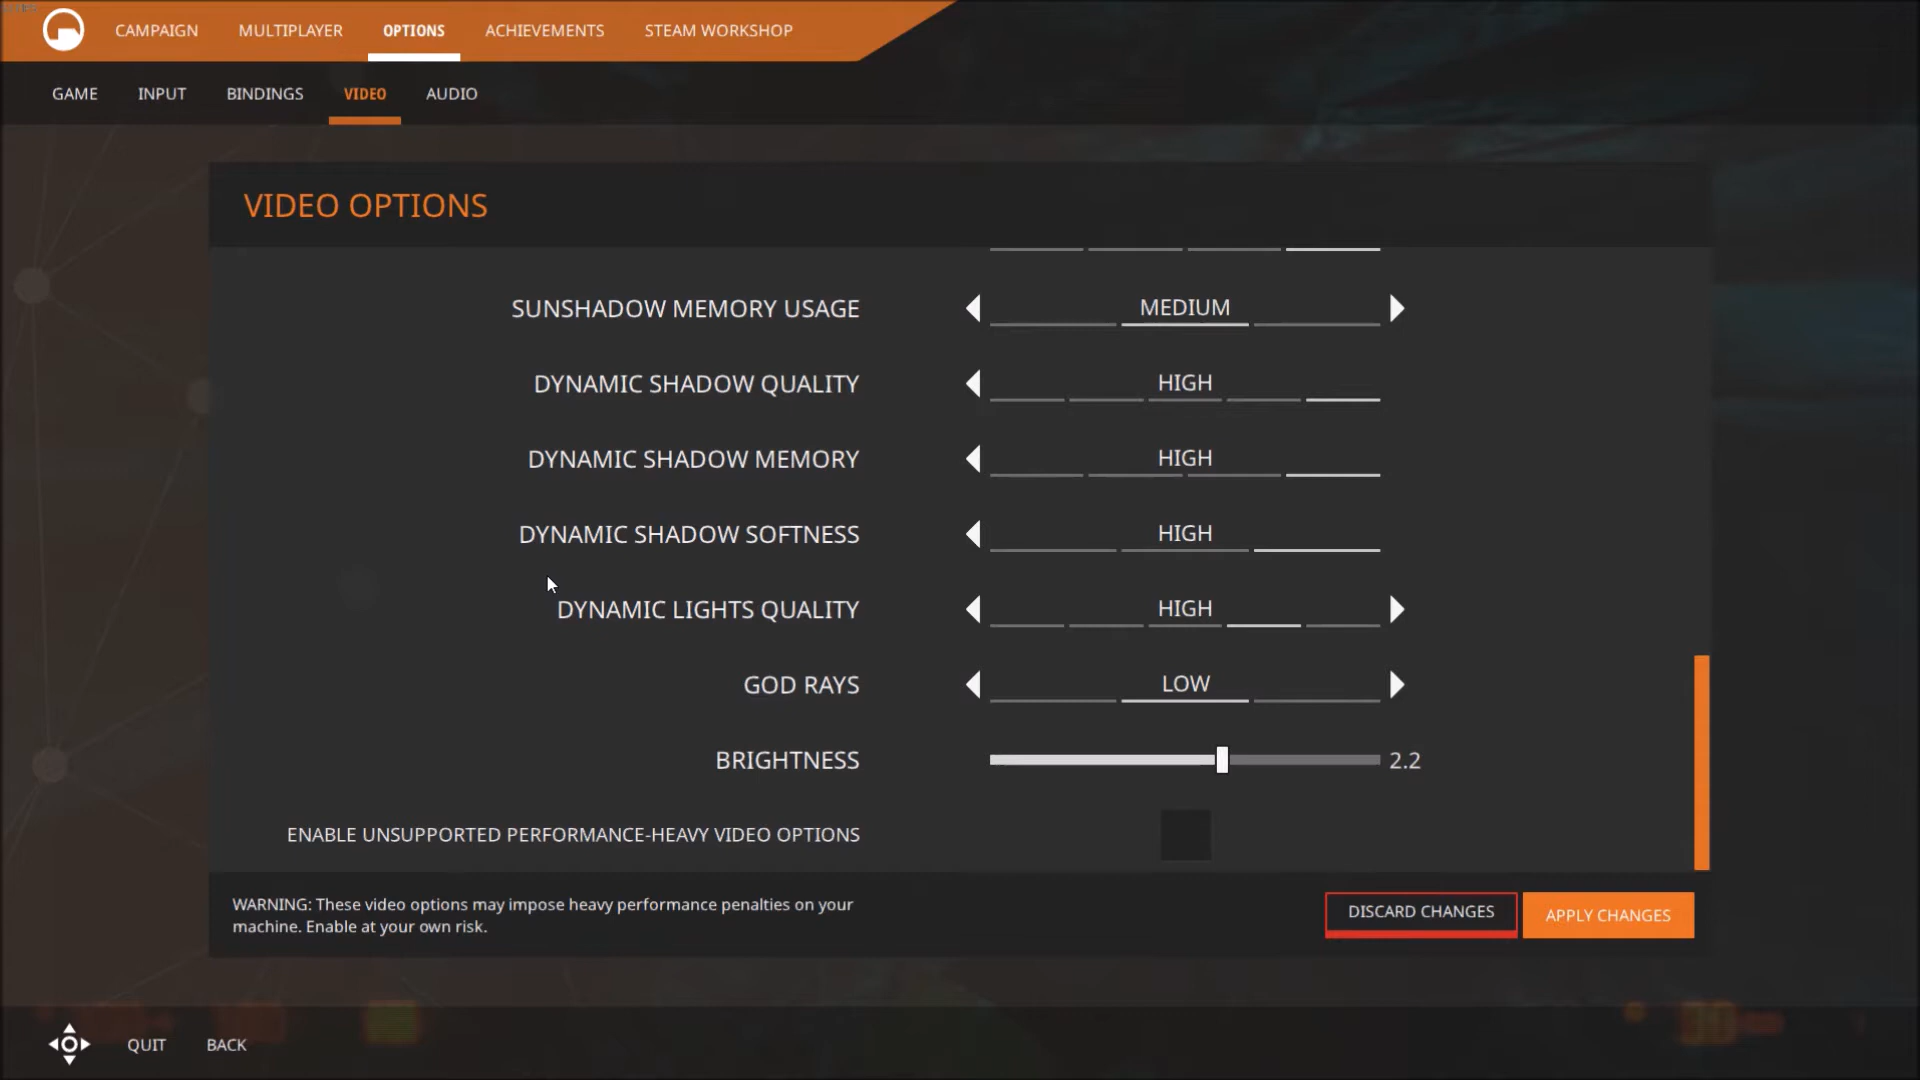 CAMPAIGN MULTIPLAYER OPTIONS ACHIEVEMENTS STEAM WORKSHOP
GAME INPUT BINDINGS VIDEO AUDIO
VIDEO OPTIONS
SUNSHADOW MEMORY USAGE MEDIUM
DYNAMIC SHADOW QUALITY HIGH
DYNAMIC SHADOW MEMORY HIGH
DYNAMIC SHADOW SOFTNESS HIGH
DYNAMIC LIGHTS QUALITY HIGH
GOD RAYS LOW
BRIGHTNESS 2.2
ENABLE UNSUPPORTED PERFORMANCE-HEAVY VIDEO OPTIONS
WARNING: These video options may impose heavy performance penalties on your
machine. Enable at your own risk.
DISCARD CHANGES APPLY CHANGES
QUIT BACK